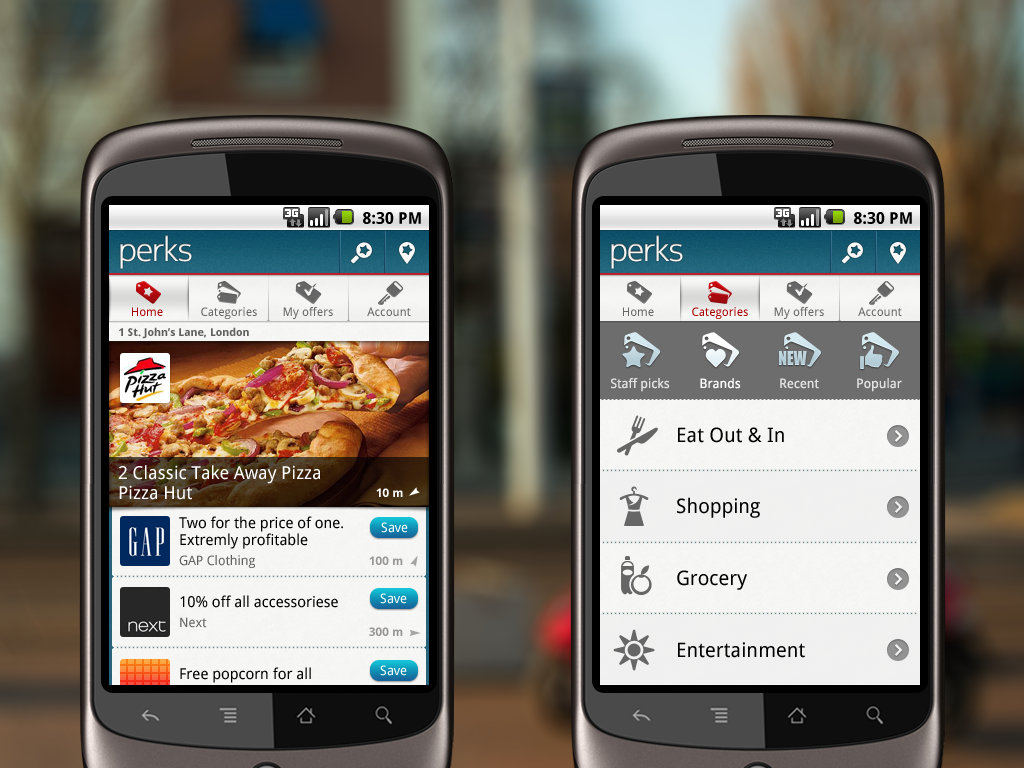 3G
8:30 PM
perks
Home
Categories
My offers
Account
1 St. John's Lane, London
Pizza
Hut
2 Classic Take Away Pizza
Pizza Hut
10 m
GAP
Two for the price of one.
Extremly profitable
GAP Clothing
Save
100 m
next
10% off all accessoriese
Next
Save
300 m
Free popcorn for all
Save
3G
8:30 PM
perks
Home
Categories
My offers
Account
NEW
Staff picks
Brands
Recent
Popular
Eat Out & In
Shopping
Grocery
Entertainment